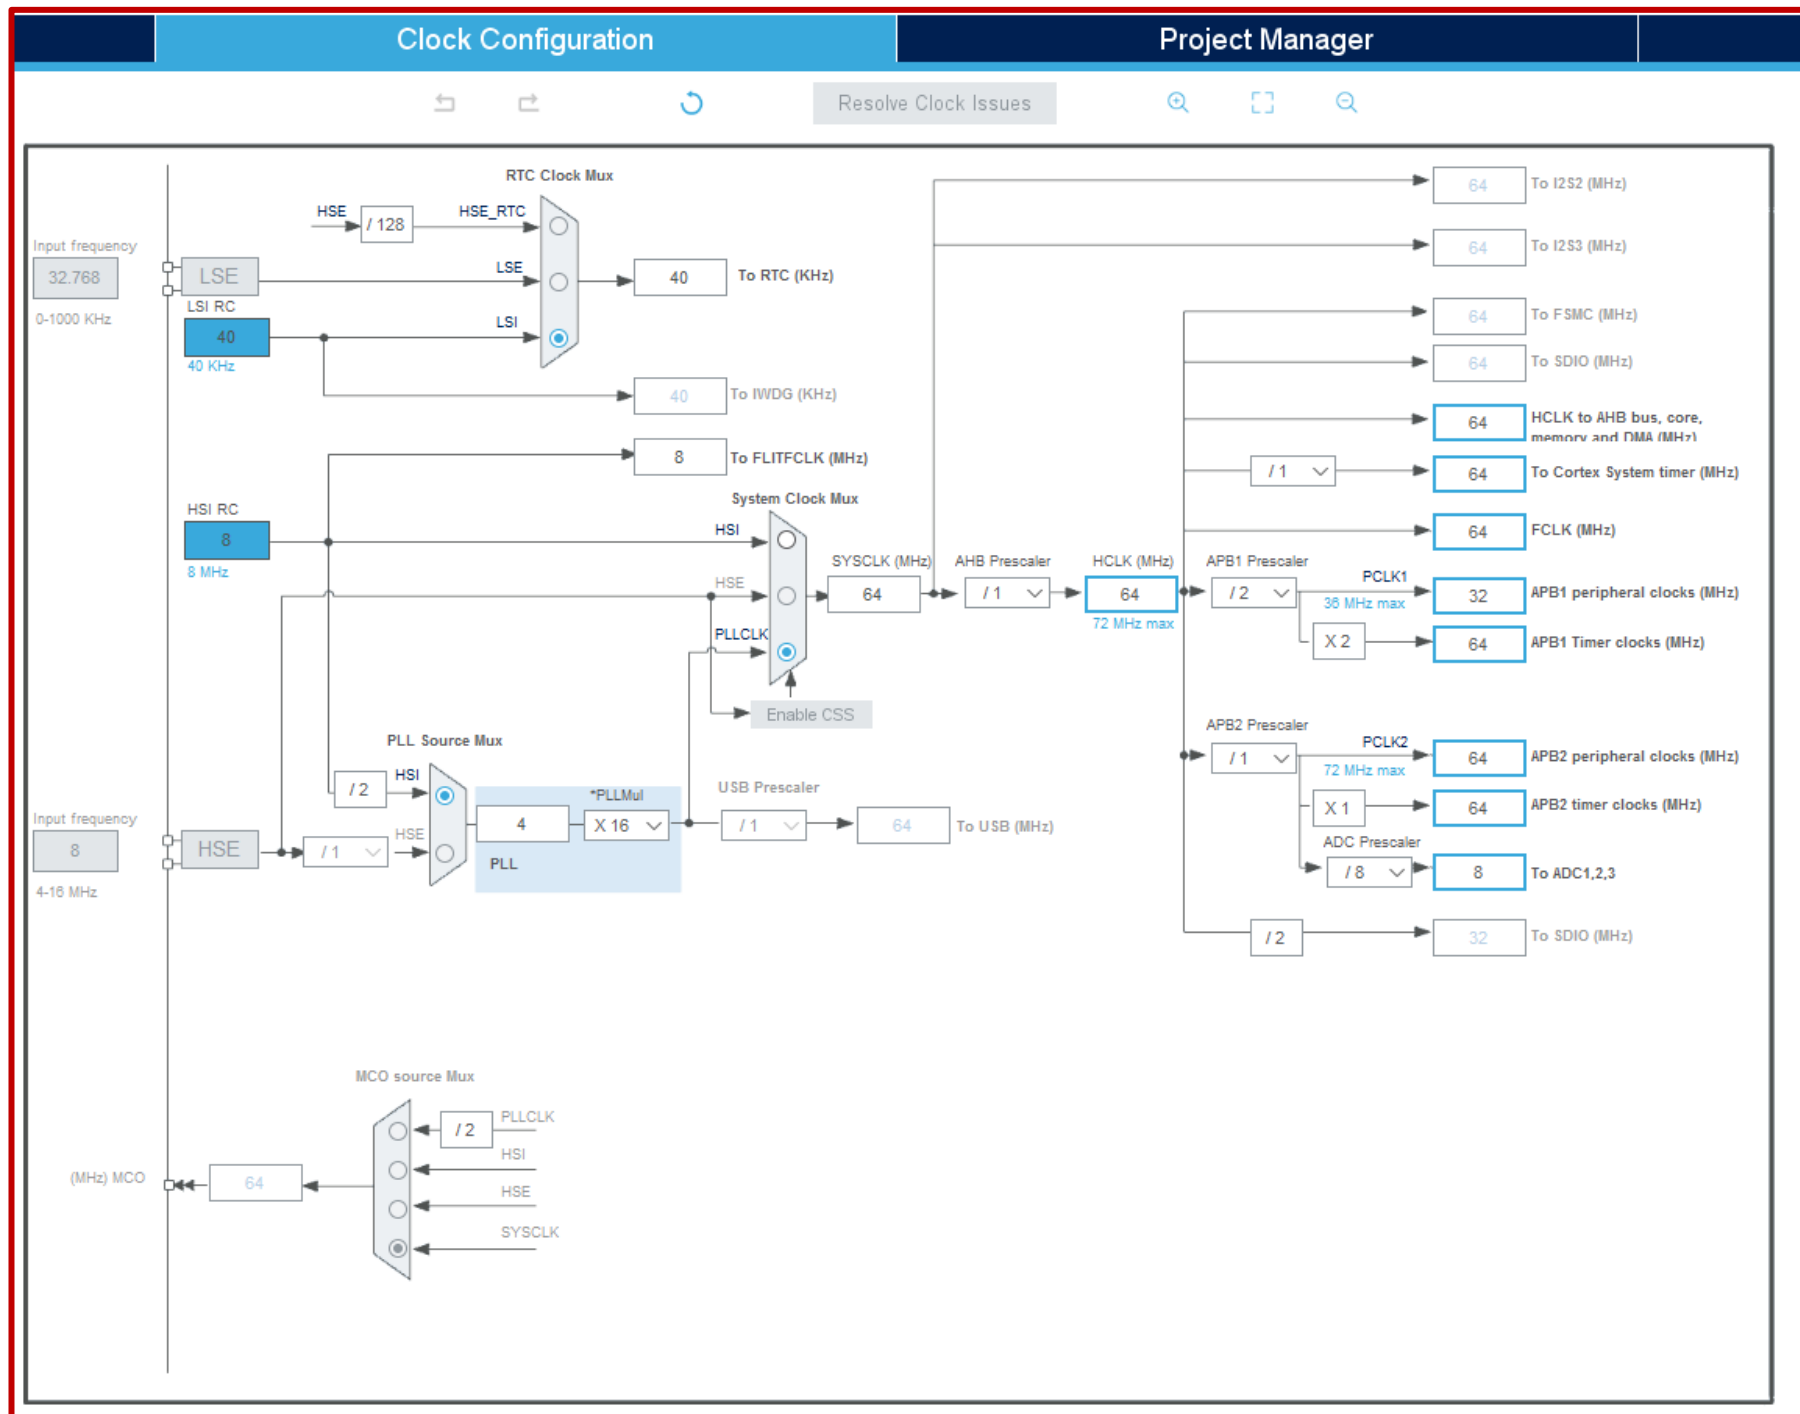 Clock Configuration
Project Manager
Resolve Clock Issues
RTC Clock Mux
HSE
/ 128
HSE_RTC
Input frequency
32.768
0-1000 KHz
LSE
LSE
40
To RTC (KHz)
LSI RC
40
40 KHz
LSI
40
To IWDG (KHz)
8
To FLITFCLK (MHz)
HSI RC
8
8 MHz
System Clock Mux
HSI
HSE
PLLCLK
SYSCLK (MHz)
64
AHB Prescaler
/ 1
HCLK (MHz)
64
72 MHz max
Enable CSS
64
To I2S2 (MHz)
64
To I2S3 (MHz)
64
To FSMC (MHz)
64
To SDIO (MHz)
64
HCLK to AHB bus, core,
memory and DMA (MHz)
/ 1
64
To Cortex System timer (MHz)
64
FCLK (MHz)
APB1 Prescaler
/ 2
PCLK1
36 MHz max
32
APB1 peripheral clocks (MHz)
X 2
64
APB1 Timer clocks (MHz)
APB2 Prescaler
/ 1
PCLK2
72 MHz max
64
APB2 peripheral clocks (MHz)
X 1
64
APB2 timer clocks (MHz)
ADC Prescaler
/ 8
8
To ADC1,2,3
/ 2
32
To SDIO (MHz)
PLL Source Mux
/ 2
HSI
Input frequency
8
4-16 MHz
HSE
/ 1
HSE
4
*PLLMul
X 16
PLL
USB Prescaler
/ 1
64
To USB (MHz)
MCO source Mux
PLLCLK
/ 2
HSI
HSE
SYSCLK
(MHz) MCO
64